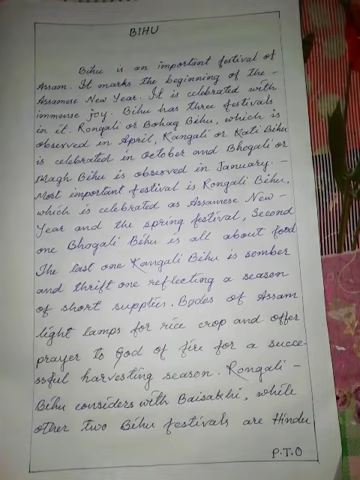 BIHU
Bihu is an important festival of
Assam. It marks the beginning of the -
Assamese New Year. It is celebrated with
immense joy. Bihu has three festivals
in it. Rongali or Bohag Bihu, which is
observed in April, Kangali or Kati Bihu
is celebrated in October and Bhogali or
Magh Bihu is observed in January. -
Most important festival is Rongali Bihu,
which is celebrated as Assamese New -
Year and the spring festival, Second
one Bhogali Bihu is all about food
The last one Kangali Bihu is somber
and thrift one reflecting a season
of short supplies. of Assam
light lamps for rice crop and offer
prayer to God of fire for a succe-
ssful harvesting season. Rongali -
Bihu considers with Baisakhi, while
other two Bihu festivals are Hindu
P.T.O